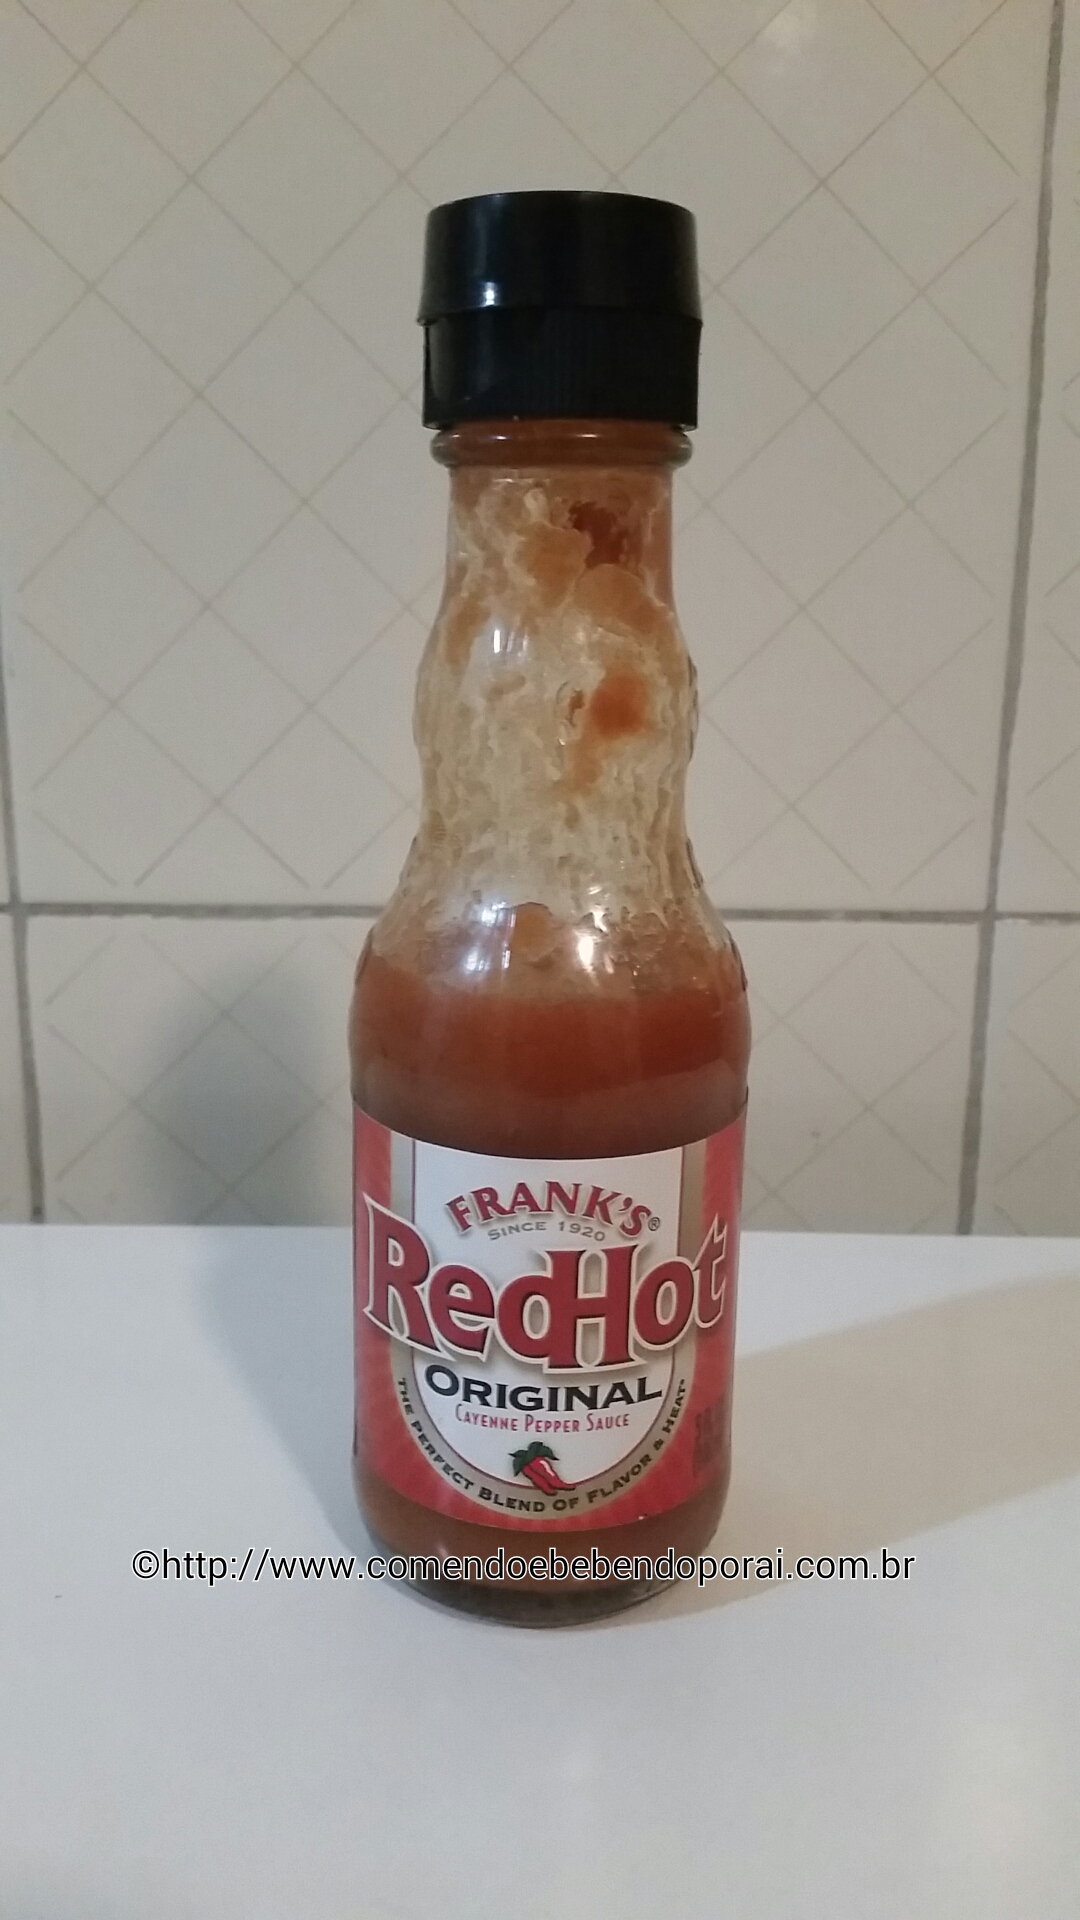 FRANK'S®
SINCE 1920
RedHot
ORIGINAL
CAYENNE PEPPER SAUCE
THE PERFECT BLEND OF FLAVOR & HEAT®
©http://www.comendoebebendoporai.com.br